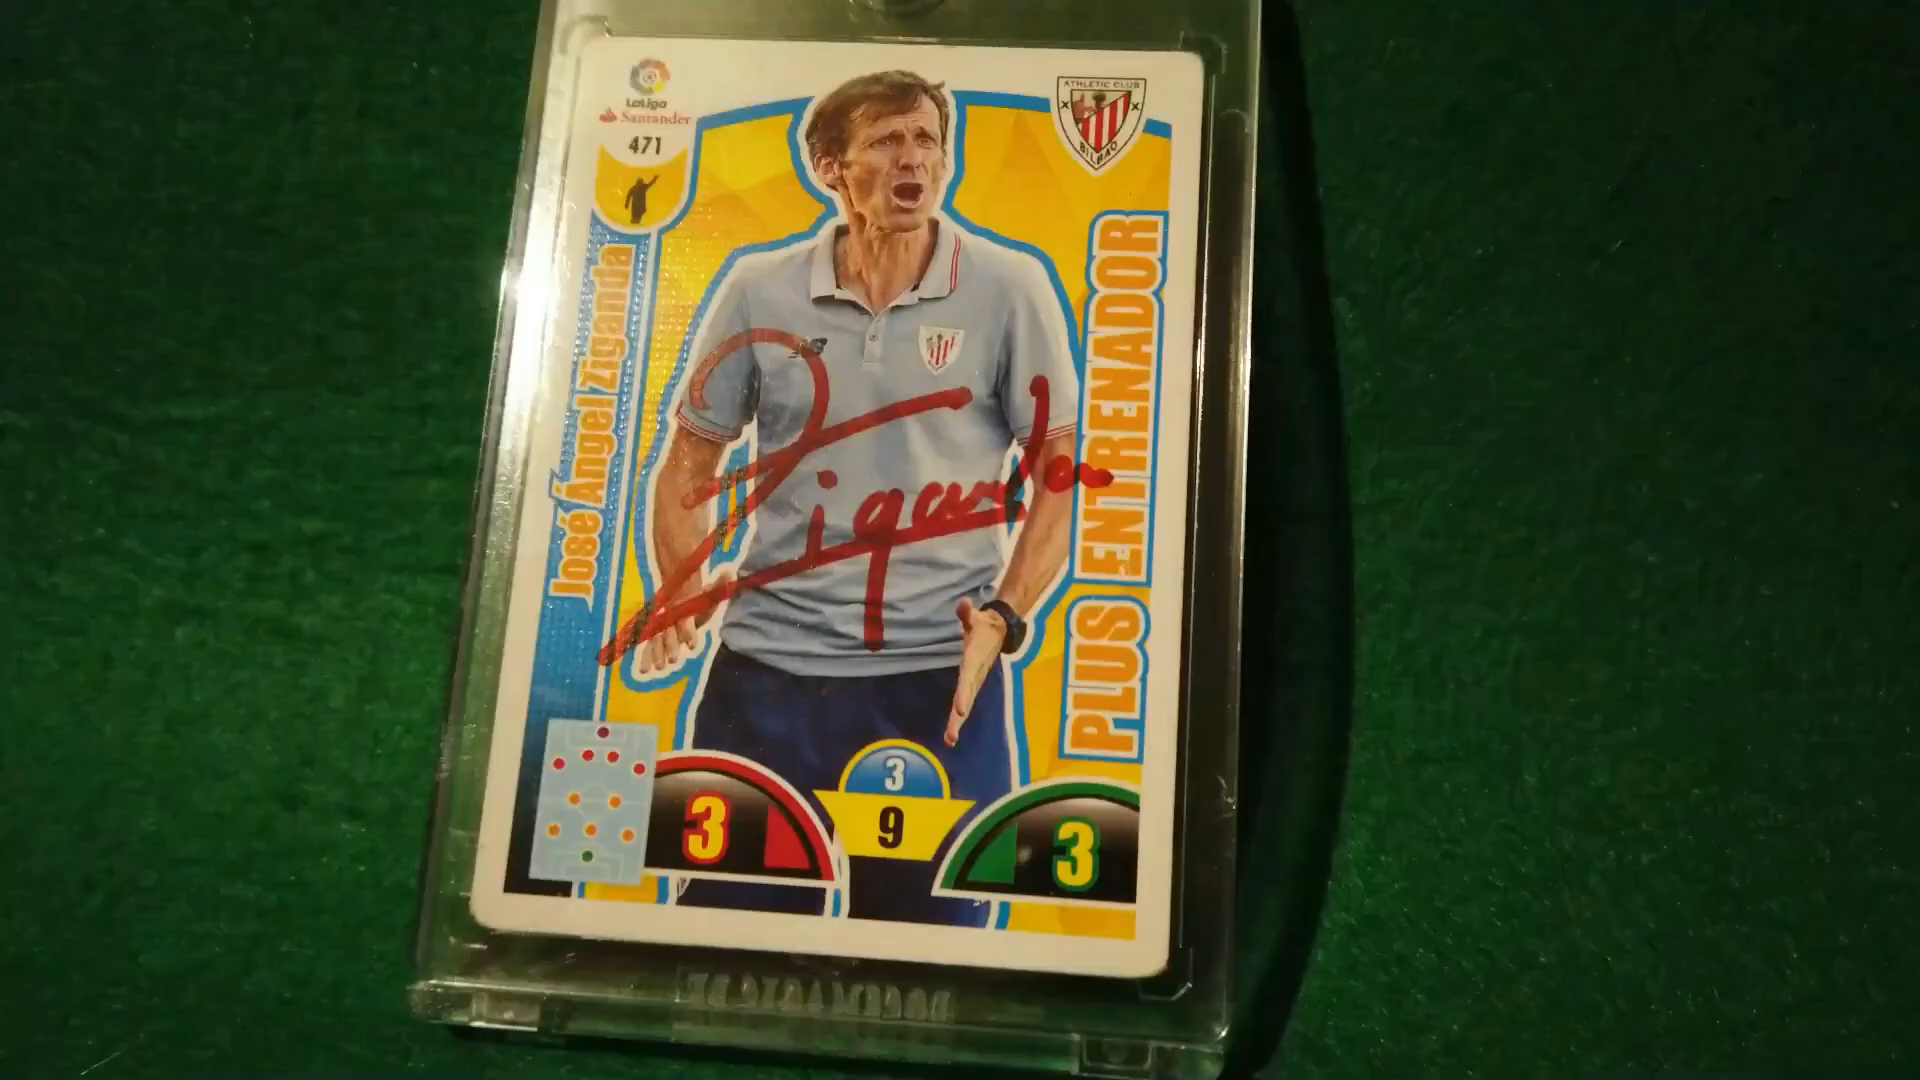 LaLiga
Santander
471
ATHLETIC CLUB
BILBAO
José Ángel Ziganda
PLUS ENTRENADOR
Ziganda
3
3
9
3